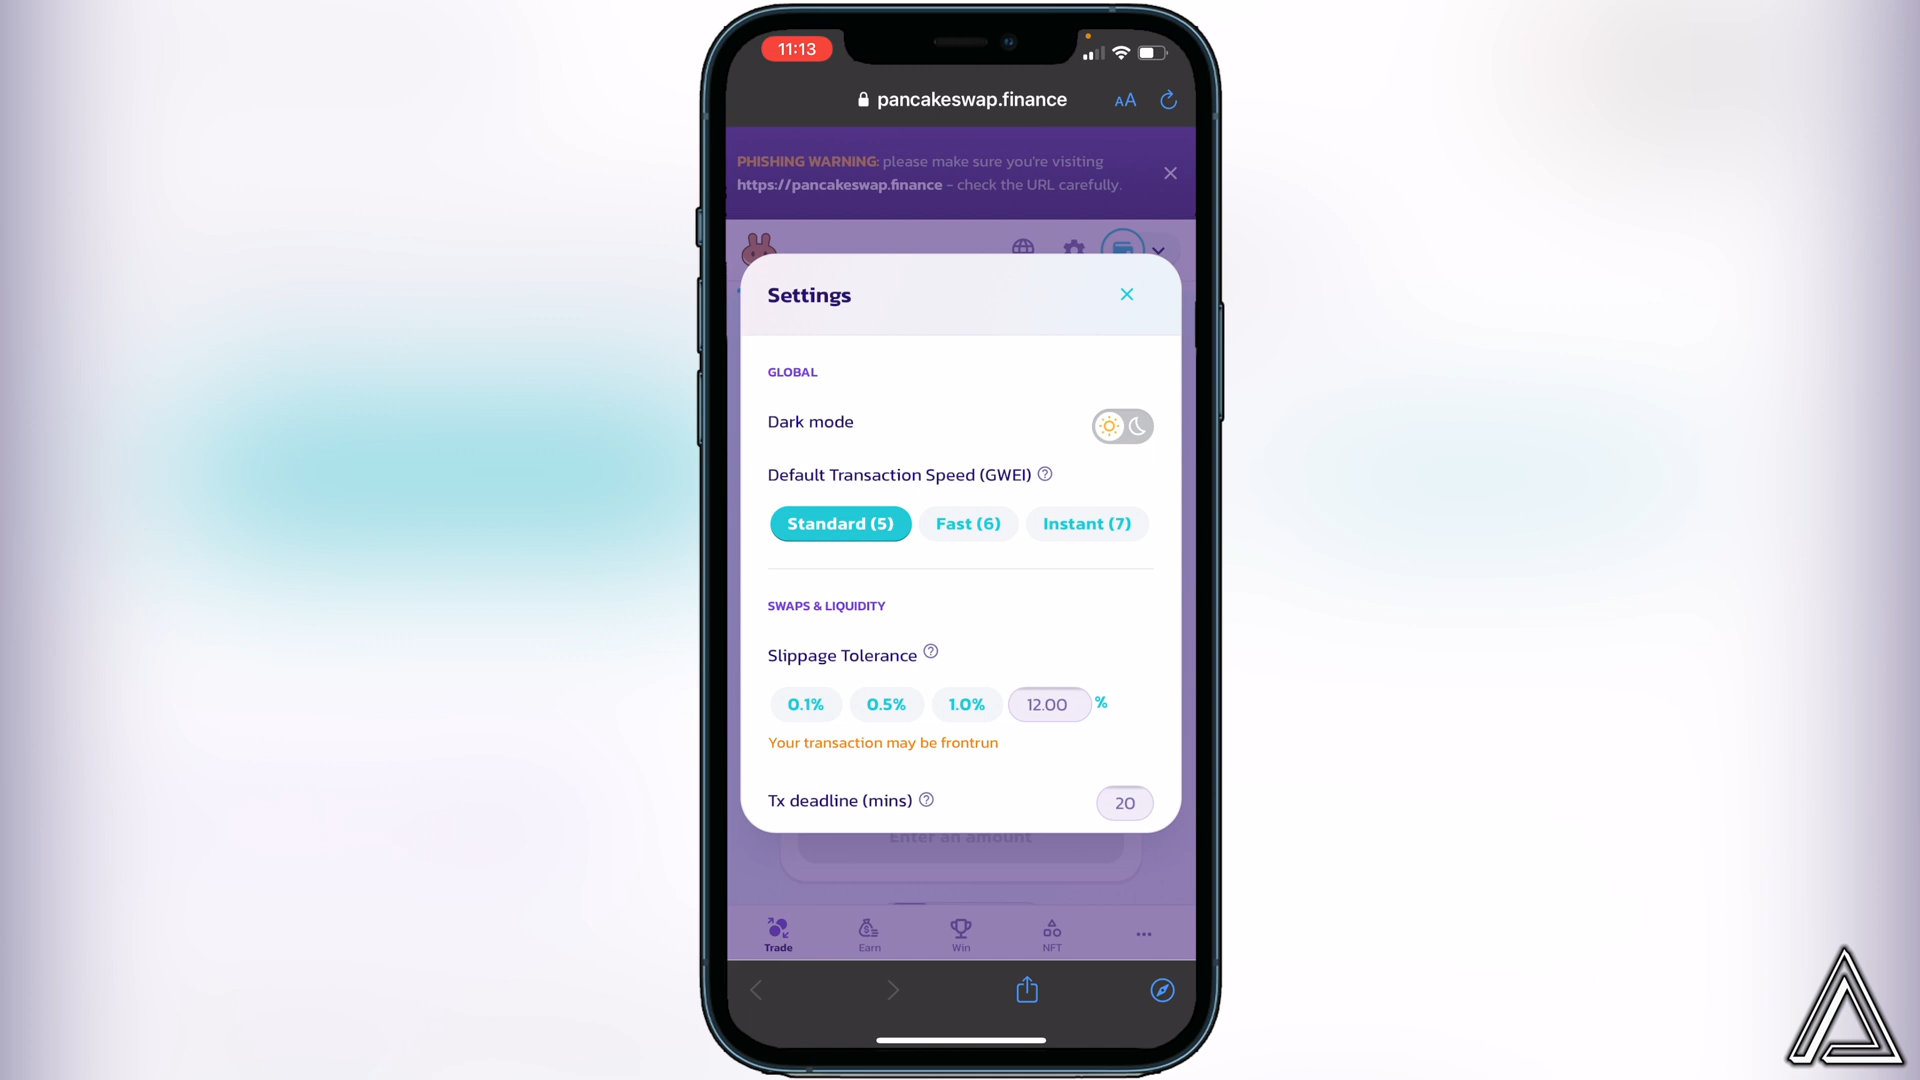 11:13
pancakeswap.finance
AA
PHISHING WARNING: please make sure you're visiting
https://pancakeswap.finance - check the URL carefully.
Settings
GLOBAL
Dark mode
Default Transaction Speed (GWEI) ?
Standard (5) Fast (6) Instant (7)
SWAPS & LIQUIDITY
Slippage Tolerance ?
0.1% 0.5% 1.0% 12.00 %
Your transaction may be frontrun
Tx deadline (mins) ? 20
Enter an amount
Trade Earn Win NFT